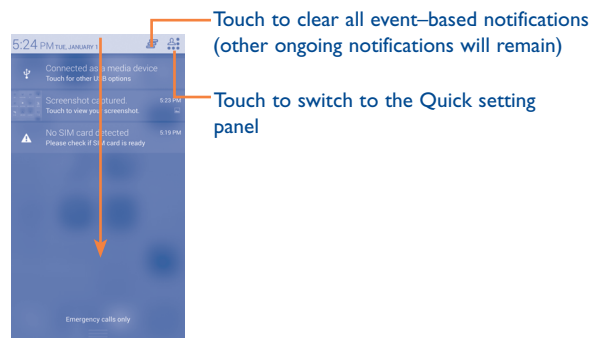 Touch to clear all event–based notifications
(other ongoing notifications will remain)
Touch to switch to the Quick setting
panel
5:24 PM TUE, JANUARY 1
Connected as a media device
Touch for other USB options
Screenshot captured. 5:23 PM
Touch to view your screenshot.
No SIM card detected 5:19 PM
Please check if SIM card is ready
Emergency calls only